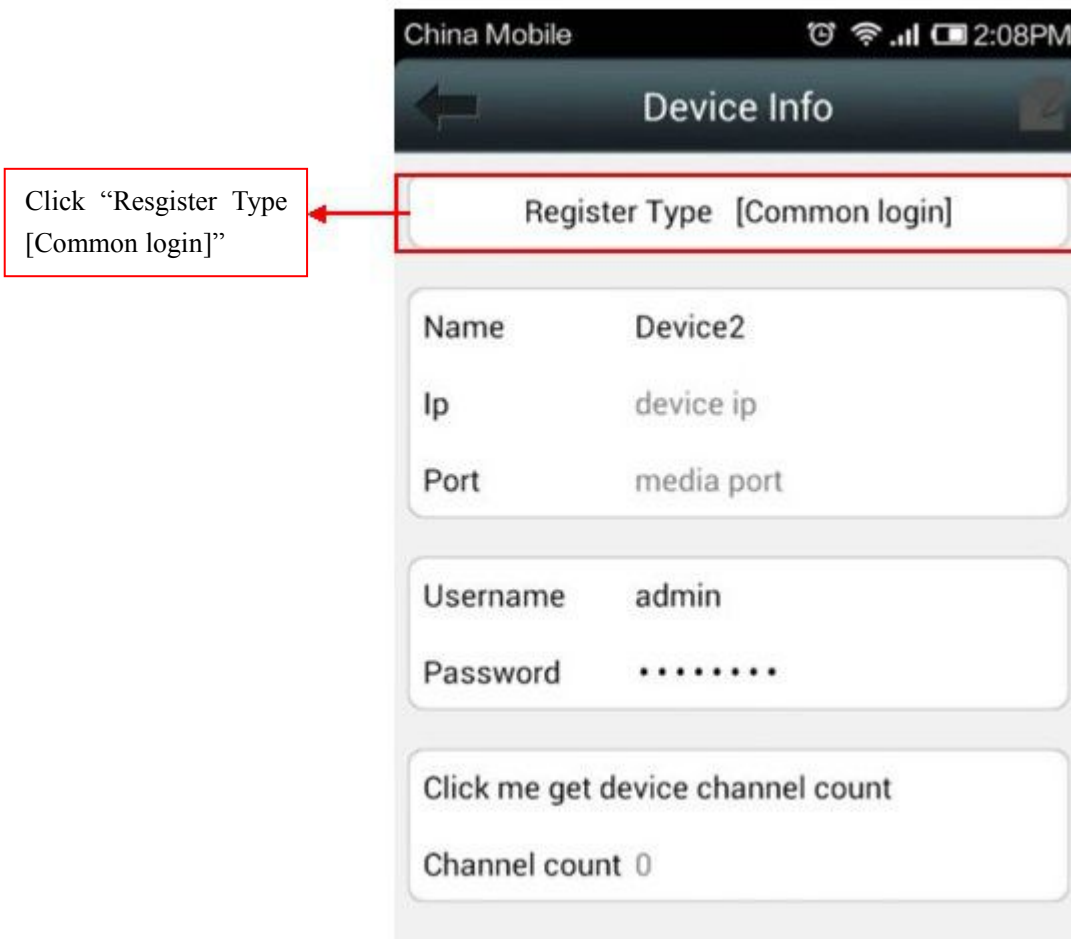 China Mobile 2:08PM
Device Info
Click “Resgister Type
[Common login]”
Register Type [Common login]
Name Device2
Ip device ip
Port media port
Username admin
Password ••••••••
Click me get device channel count
Channel count 0